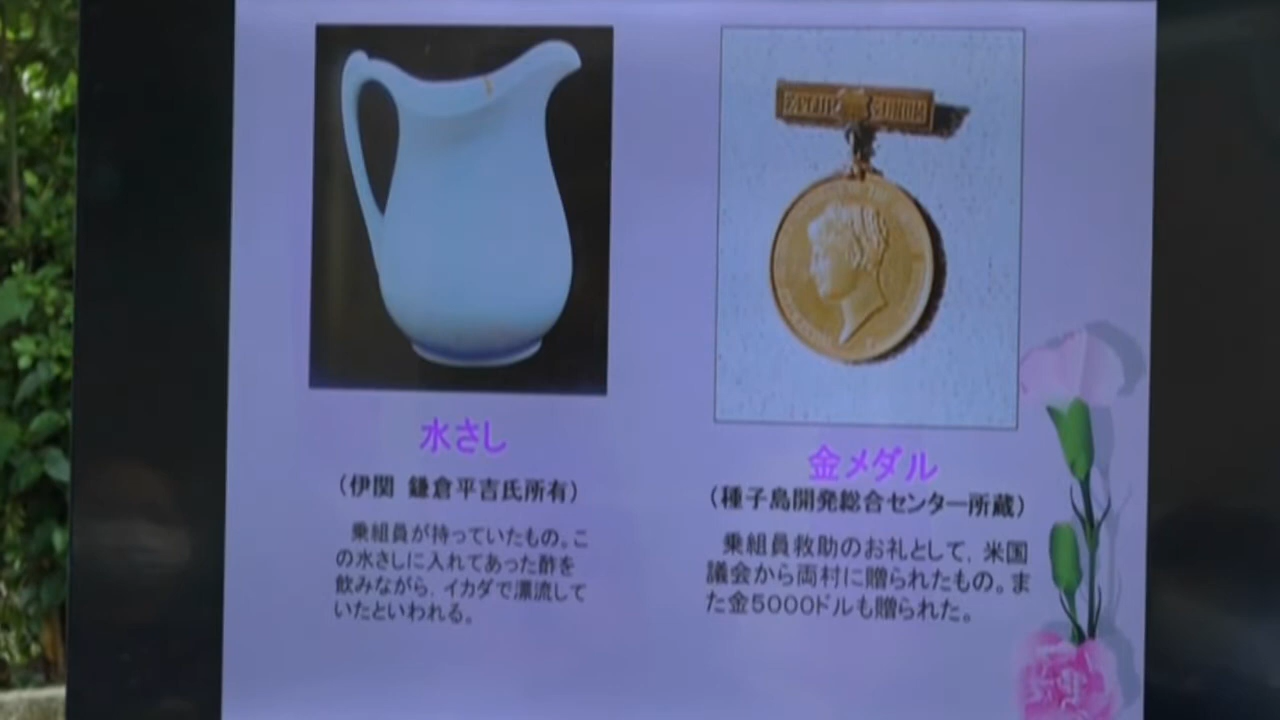 水さし
（伊関 鎌倉平吉氏所有）
乗組員が持っていたもの。こ
の水さしに入れてあった酢を
飲みながら，イカダで漂流して
いたといわれる。
金メダル
（種子島開発総合センター所蔵）
乗組員救助のお礼として，米国
議会から両村に贈られたもの。ま
た金5000ドルも贈られた。